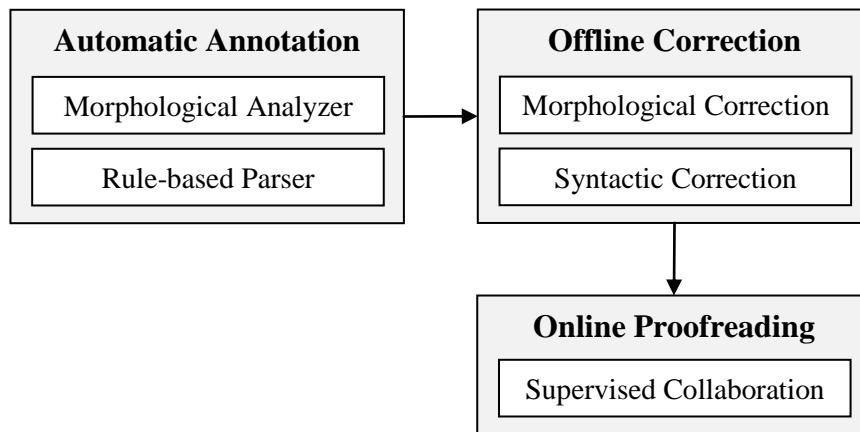 Automatic Annotation
Morphological Analyzer
Rule-based Parser
Offline Correction
Morphological Correction
Syntactic Correction
Online Proofreading
Supervised Collaboration